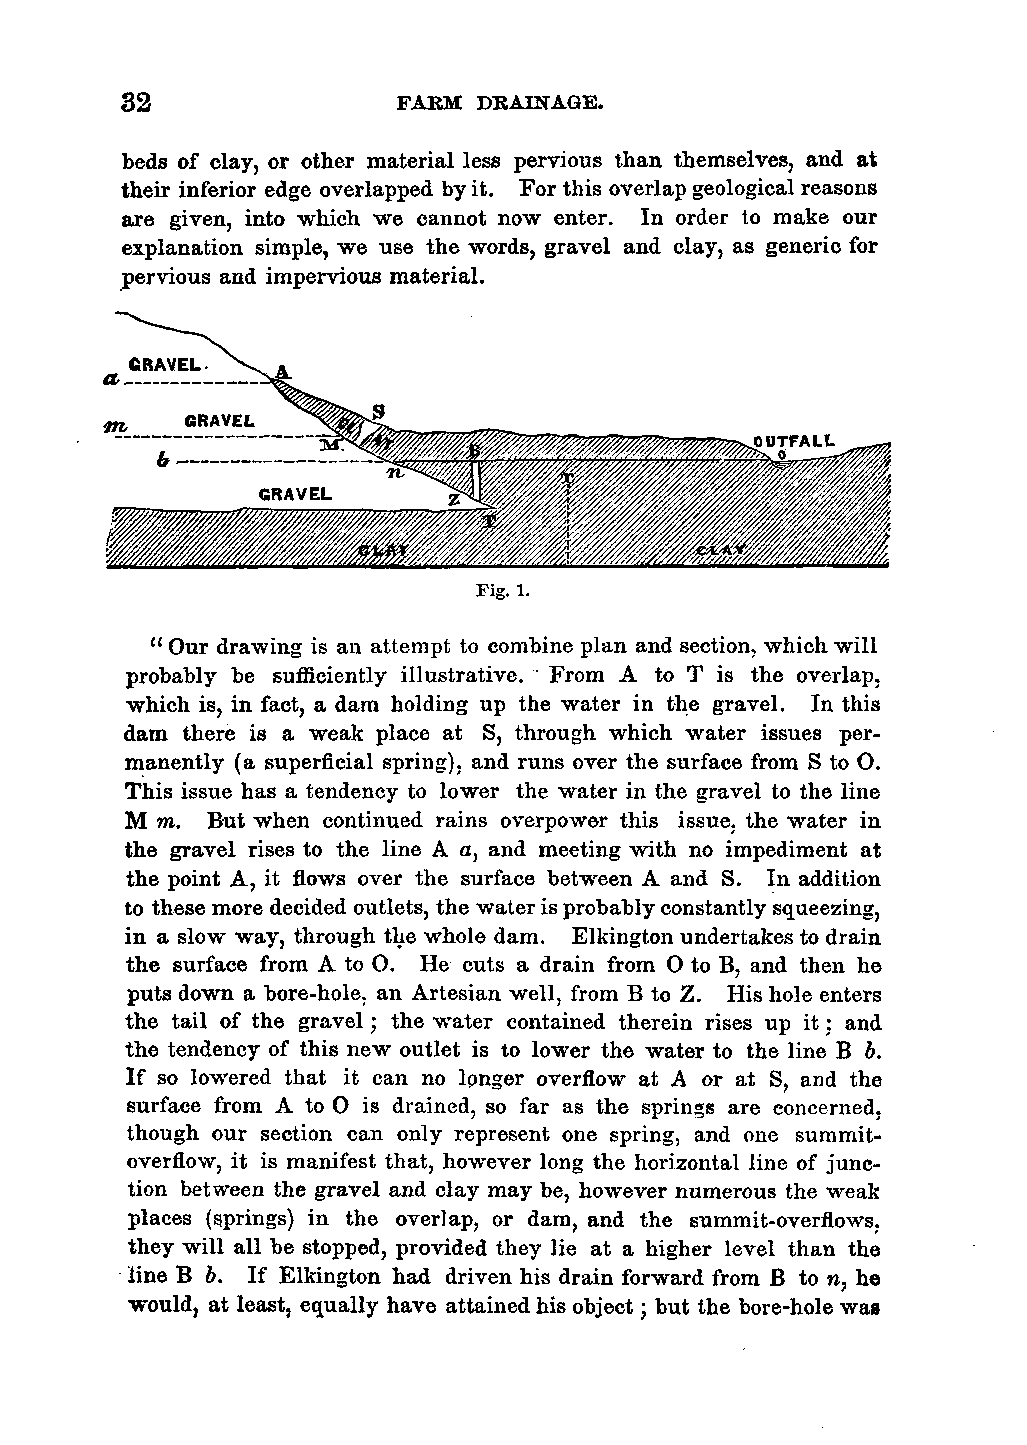 32 FARM DRAINAGE.
beds of clay, or other material less pervious than themselves, and at
their inferior edge overlapped by it. For this overlap geological reasons
are given, into which we cannot now enter. In order to make our
explanation simple, we use the words, gravel and clay, as generic for
pervious and impervious material.
GRAVEL.
A
a
S
m GRAVEL
M.
OUTFALL
O
b
B
n
T
GRAVEL
Z
T
CLAY
CLAY
Fig. 1.
"Our drawing is an attempt to combine plan and section, which will
probably be sufficiently illustrative. From A to T is the overlap,
which is, in fact, a dam holding up the water in the gravel. In this
dam there is a weak place at S, through which water issues per-
manently (a superficial spring), and runs over the surface from S to O.
This issue has a tendency to lower the water in the gravel to the line
M m. But when continued rains overpower this issue, the water in
the gravel rises to the line A a, and meeting with no impediment at
the point A, it flows over the surface between A and S. In addition
to these more decided outlets, the water is probably constantly squeezing,
in a slow way, through the whole dam. Elkington undertakes to drain
the surface from A to O. He cuts a drain from O to B, and then he
puts down a bore-hole, an Artesian well, from B to Z. His hole enters
the tail of the gravel; the water contained therein rises up it; and
the tendency of this new outlet is to lower the water to the line B b.
If so lowered that it can no longer overflow at A or at S, and the
surface from A to O is drained, so far as the springs are concerned,
though our section can only represent one spring, and one summit-
overflow, it is manifest that, however long the horizontal line of junc-
tion between the gravel and clay may be, however numerous the weak
places (springs) in the overlap, or dam, and the summit-overflows,
they will all be stopped, provided they lie at a higher level than the
line B b. If Elkington had driven his drain forward from B to n, he
would, at least, equally have attained his object; but the bore-hole was